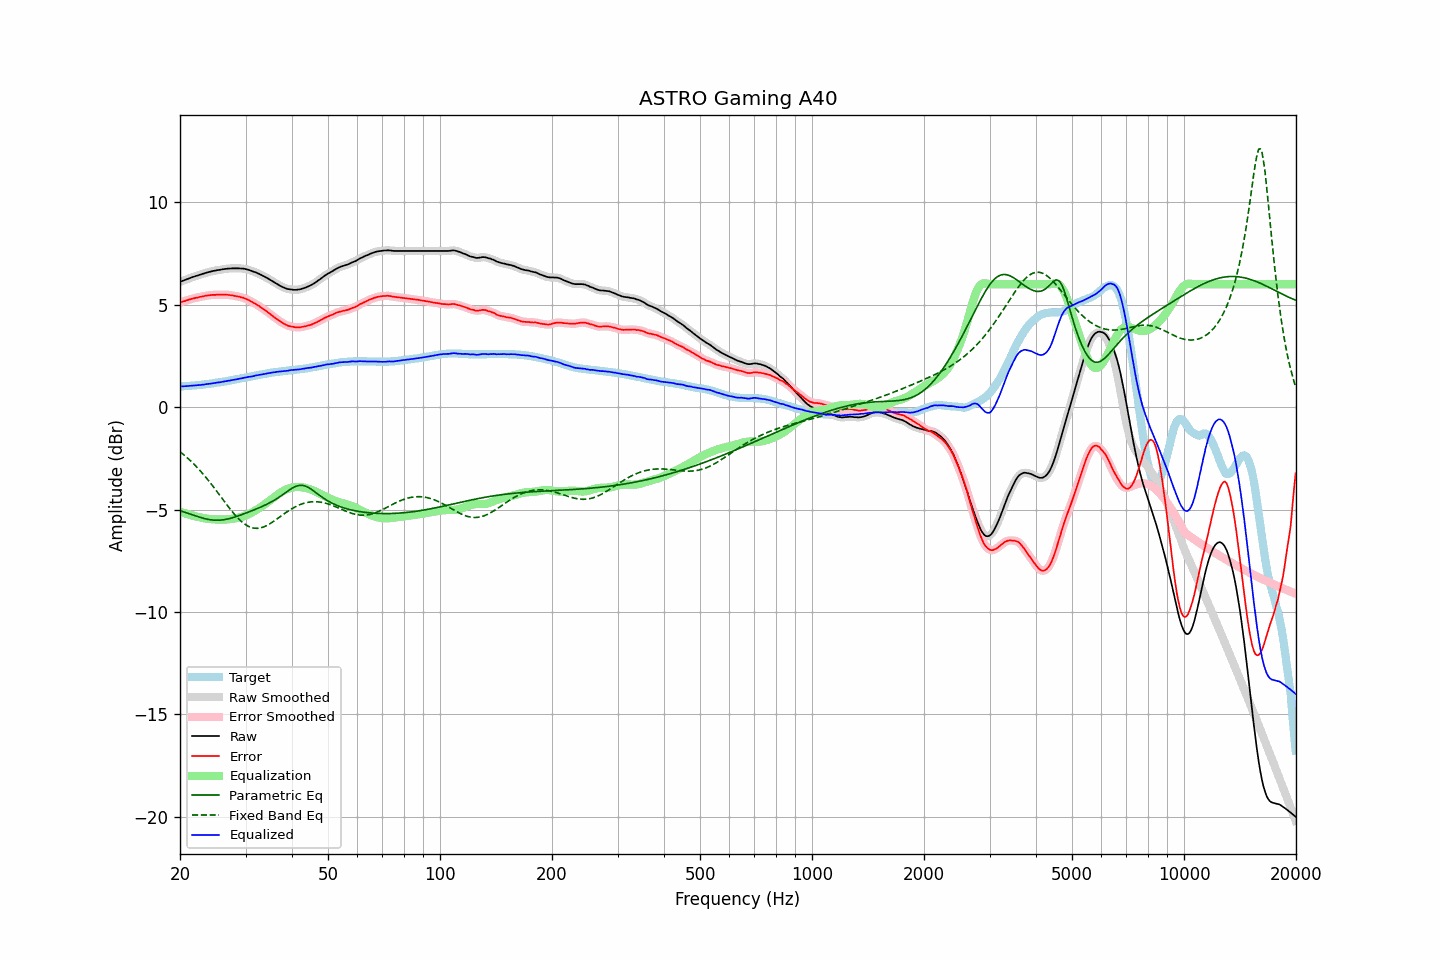 ASTRO Gaming A40
Amplitude (dBr)
10
5
0
−5
−10
−15
−20
Target
Raw Smoothed
Error Smoothed
Raw
Error
Equalization
Parametric Eq
Fixed Band Eq
Equalized
20 50 100 200 500 1000 2000 5000 10000 20000
Frequency (Hz)